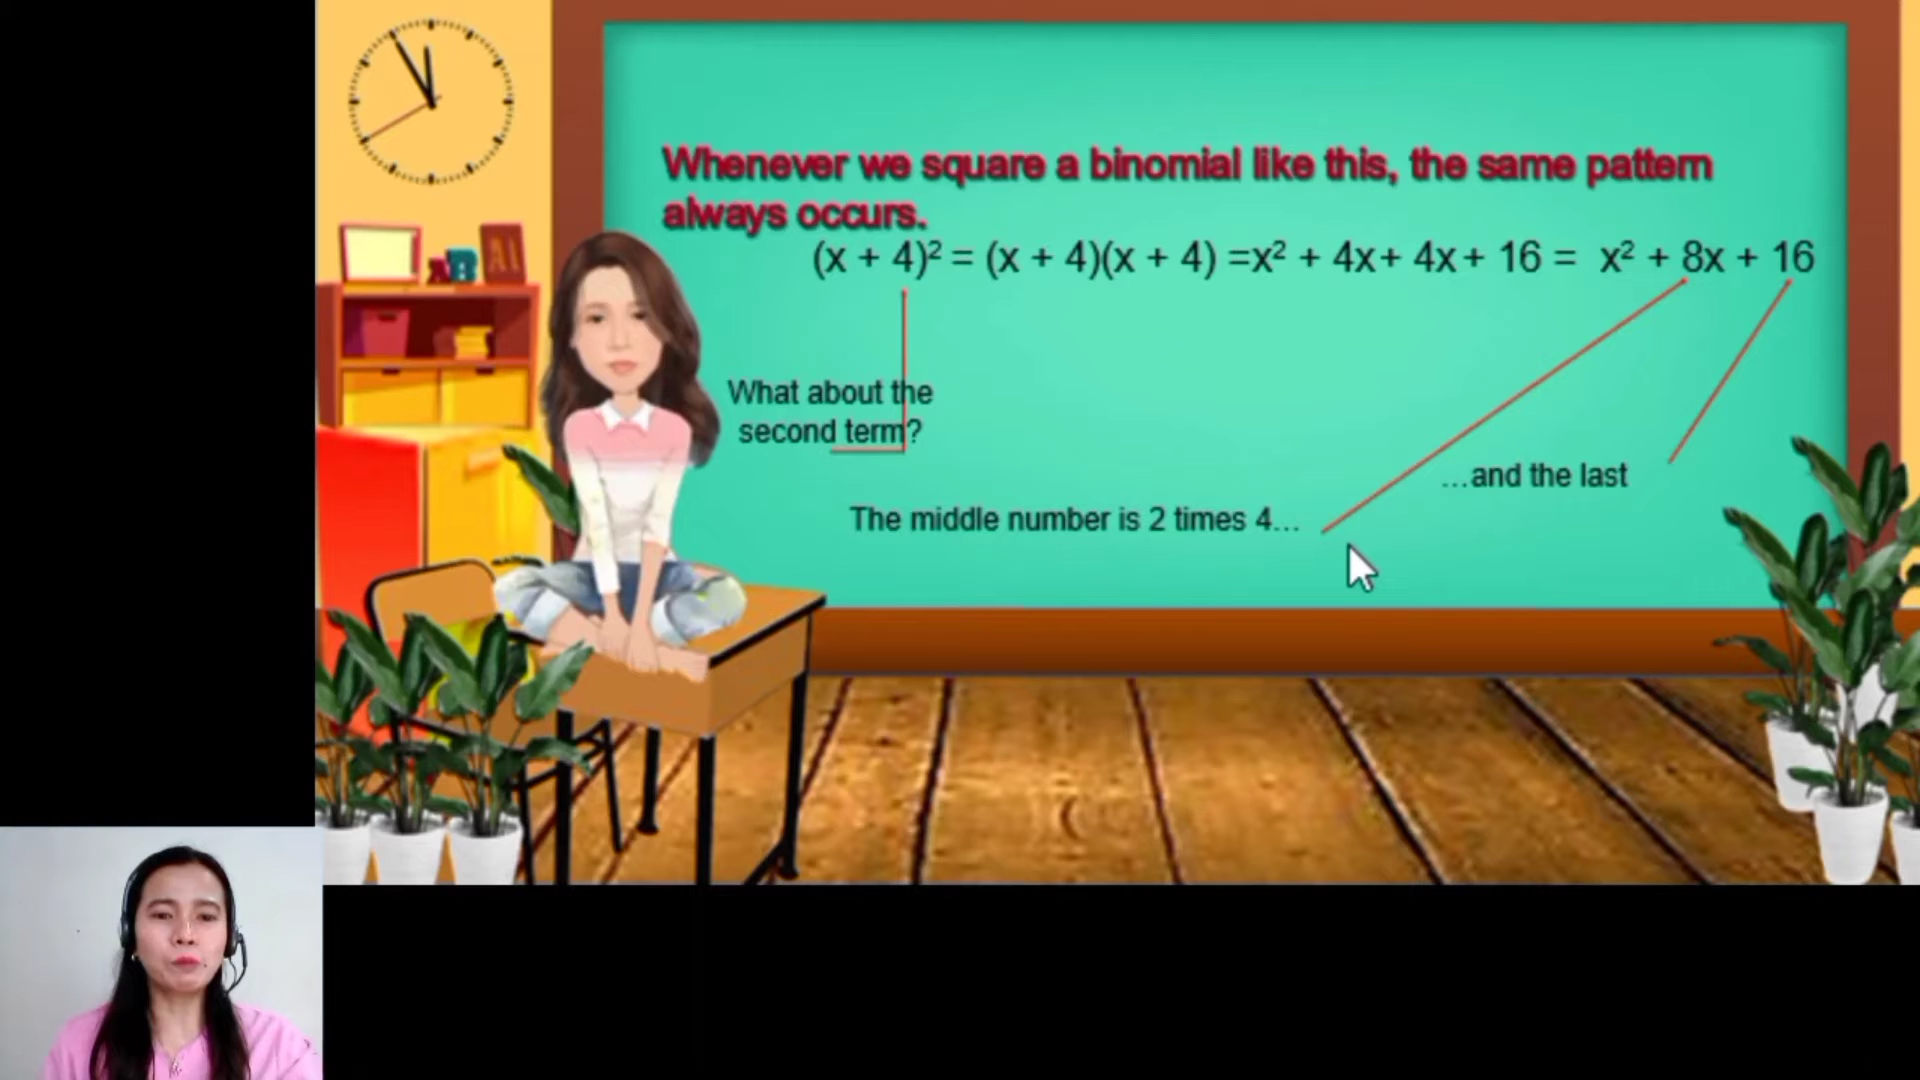 Whenever we square a binomial like this, the same pattern
always occurs.
(x + 4)² = (x + 4)(x + 4) =x² + 4x+ 4x+ 16 = x² + 8x + 16
What about the
second term?
…and the last
The middle number is 2 times 4…